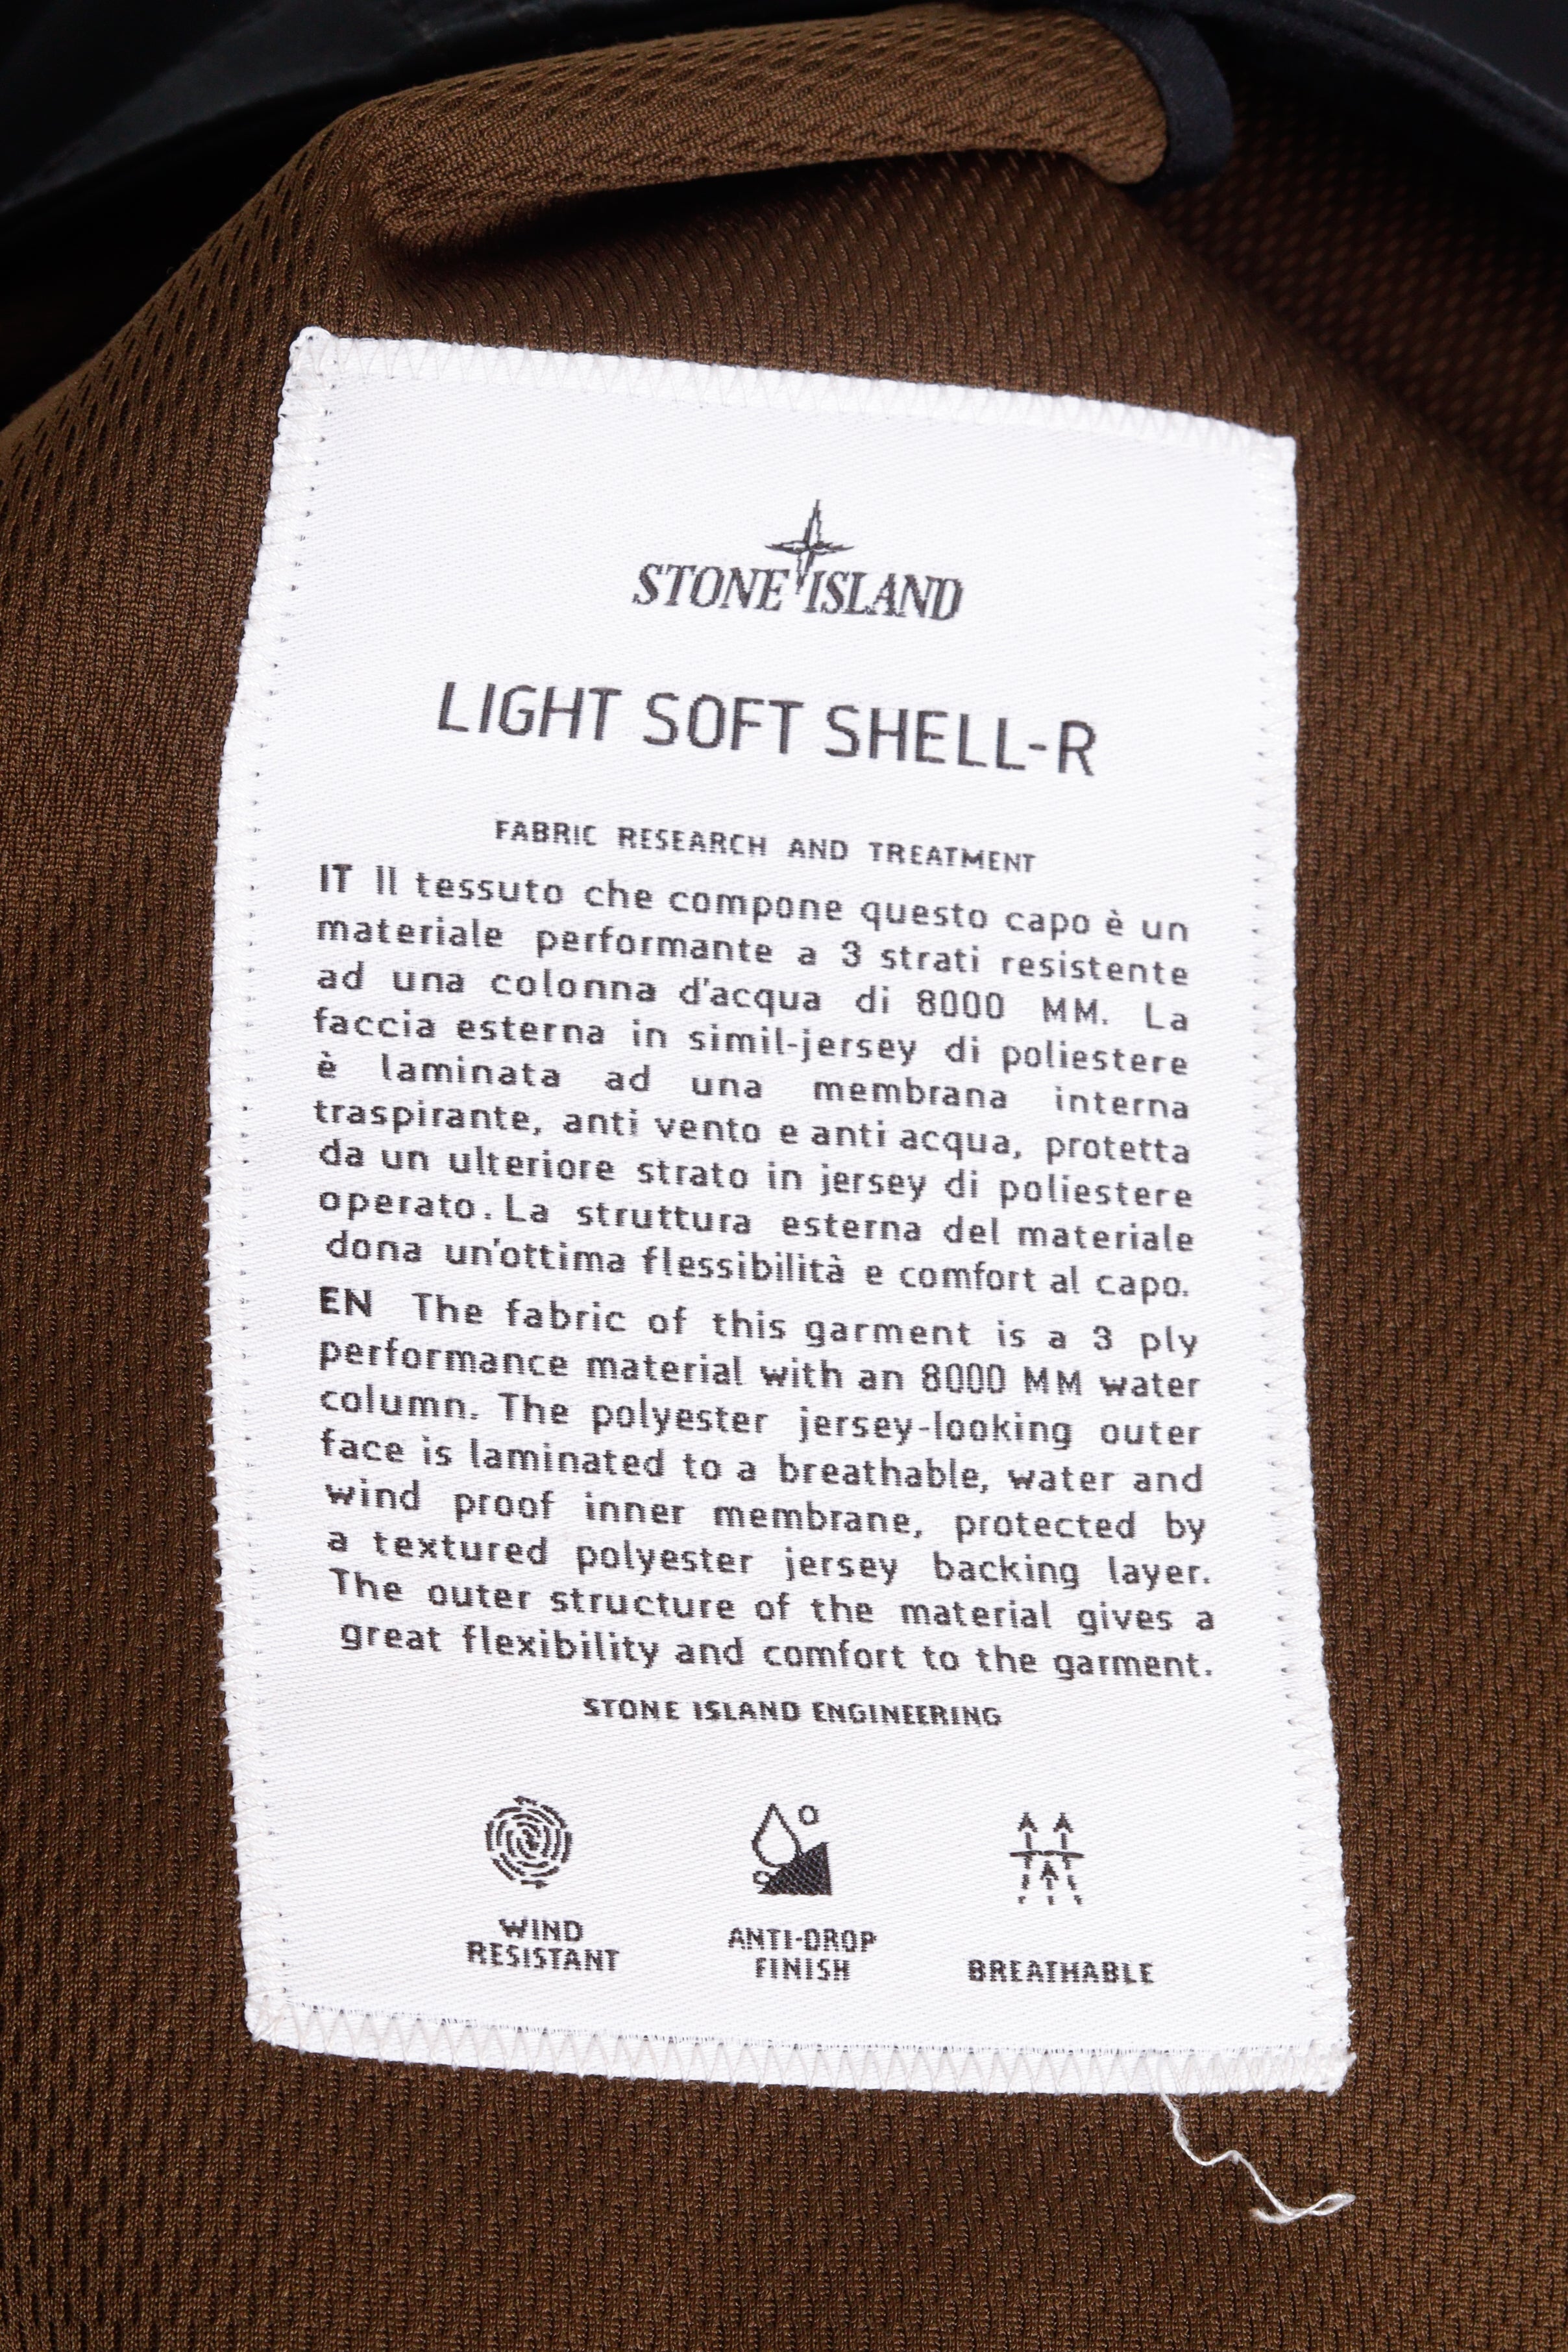 STONE ISLAND
LIGHT SOFT SHELL-R
FABRIC RESEARCH AND TREATMENT
IT Il tessuto che compone questo capo è un
materiale performante a 3 strati resistente
ad una colonna d'acqua di 8000 MM. La
faccia esterna in simil-jersey di poliestere
è laminata ad una membrana interna
traspirante, anti vento e anti acqua, protetta
da un ulteriore strato in jersey di poliestere
operato. La struttura esterna del materiale
dona un'ottima flessibilità e comfort al capo.
EN The fabric of this garment is a 3 ply
performance material with an 8000 MM water
column. The polyester jersey-looking outer
face is laminated to a breathable, water and
wind proof inner membrane, protected by
a textured polyester jersey backing layer.
The outer structure of the material gives a
great flexibility and comfort to the garment.
STONE ISLAND ENGINEERING
WIND
RESISTANT
ANTI-DROP
FINISH
BREATHABLE